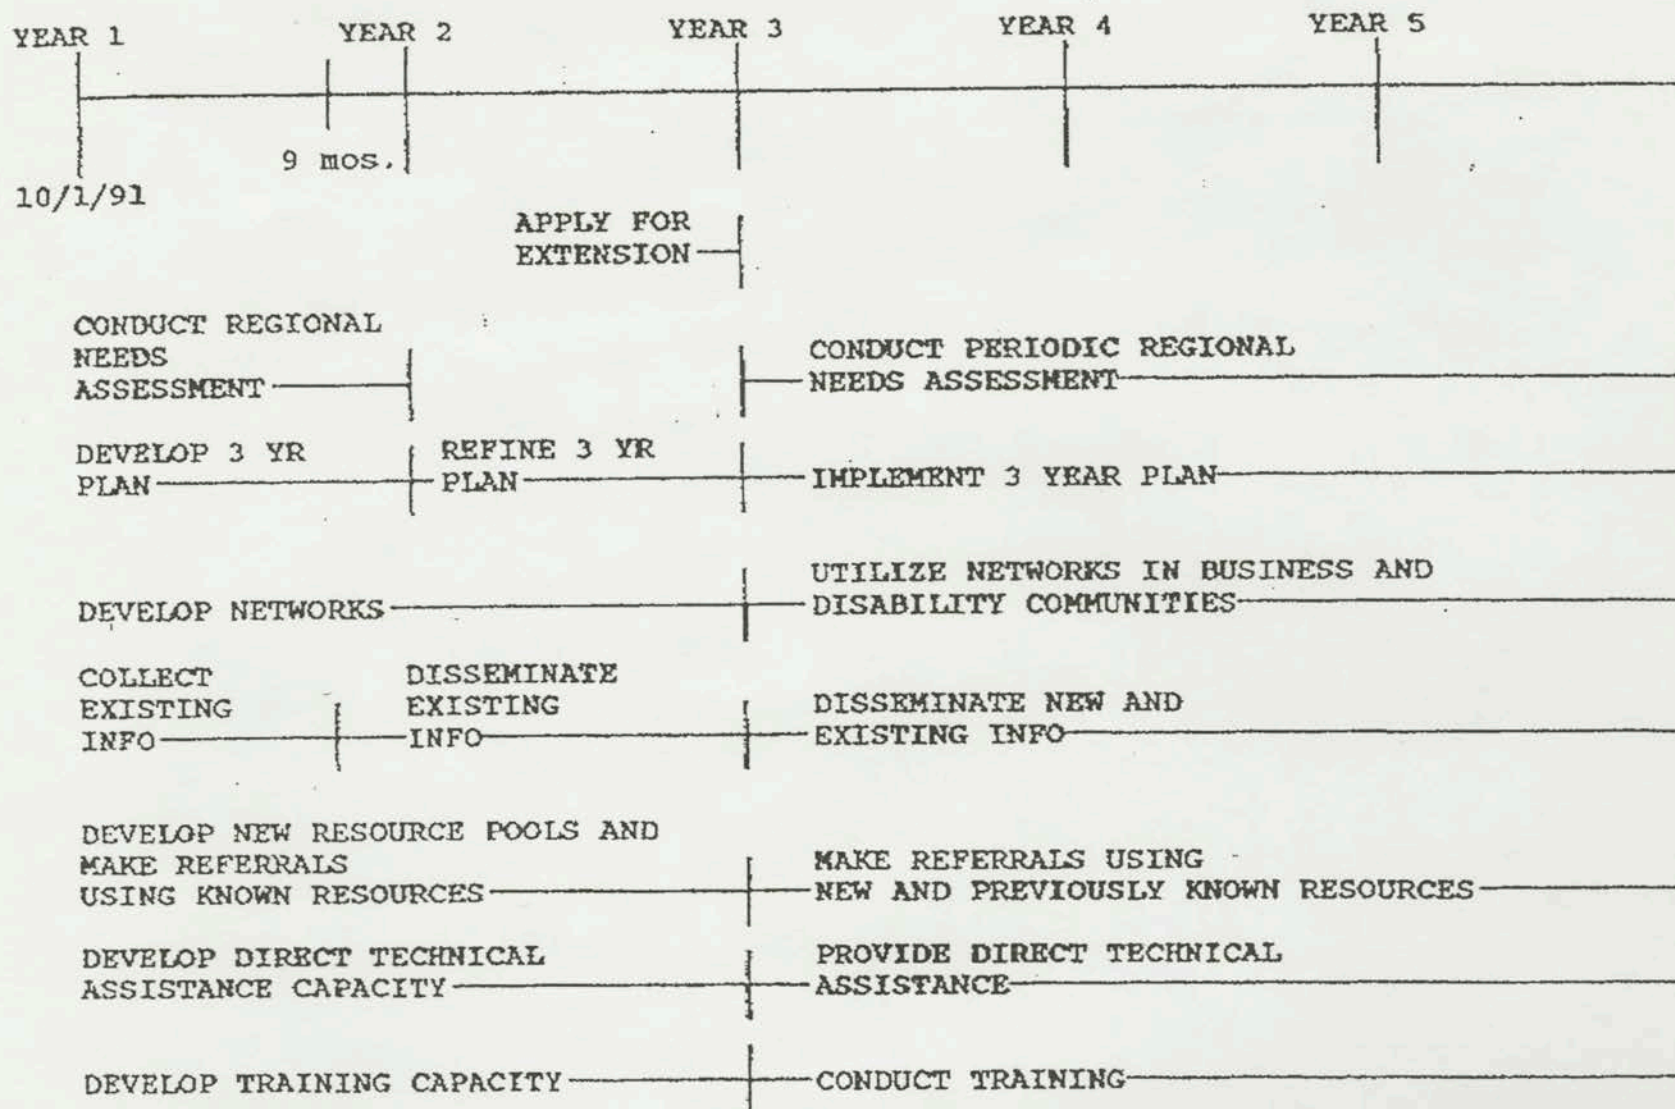 YEAR 1 YEAR 2 YEAR 3 YEAR 4 YEAR 5
9 mos.
10/1/91
APPLY FOR
EXTENSION
CONDUCT REGIONAL
NEEDS
ASSESSMENT
CONDUCT PERIODIC REGIONAL
NEEDS ASSESSMENT
DEVELOP 3 YR
PLAN
REFINE 3 YR
PLAN
IMPLEMENT 3 YEAR PLAN
DEVELOP NETWORKS
UTILIZE NETWORKS IN BUSINESS AND
DISABILITY COMMUNITIES
COLLECT
EXISTING
INFO
DISSEMINATE
EXISTING
INFO
DISSEMINATE NEW AND
EXISTING INFO
DEVELOP NEW RESOURCE POOLS AND
MAKE REFERRALS
USING KNOWN RESOURCES
MAKE REFERRALS USING
NEW AND PREVIOUSLY KNOWN RESOURCES
DEVELOP DIRECT TECHNICAL
ASSISTANCE CAPACITY
PROVIDE DIRECT TECHNICAL
ASSISTANCE
DEVELOP TRAINING CAPACITY
CONDUCT TRAINING